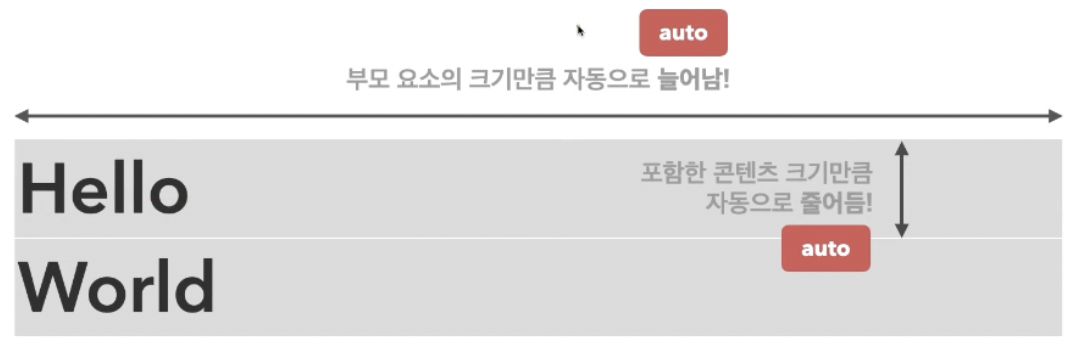 auto
부모 요소의 크기만큼 자동으로 늘어남!
Hello
포함한 콘텐츠 크기만큼
자동으로 줄어듬!
auto
World